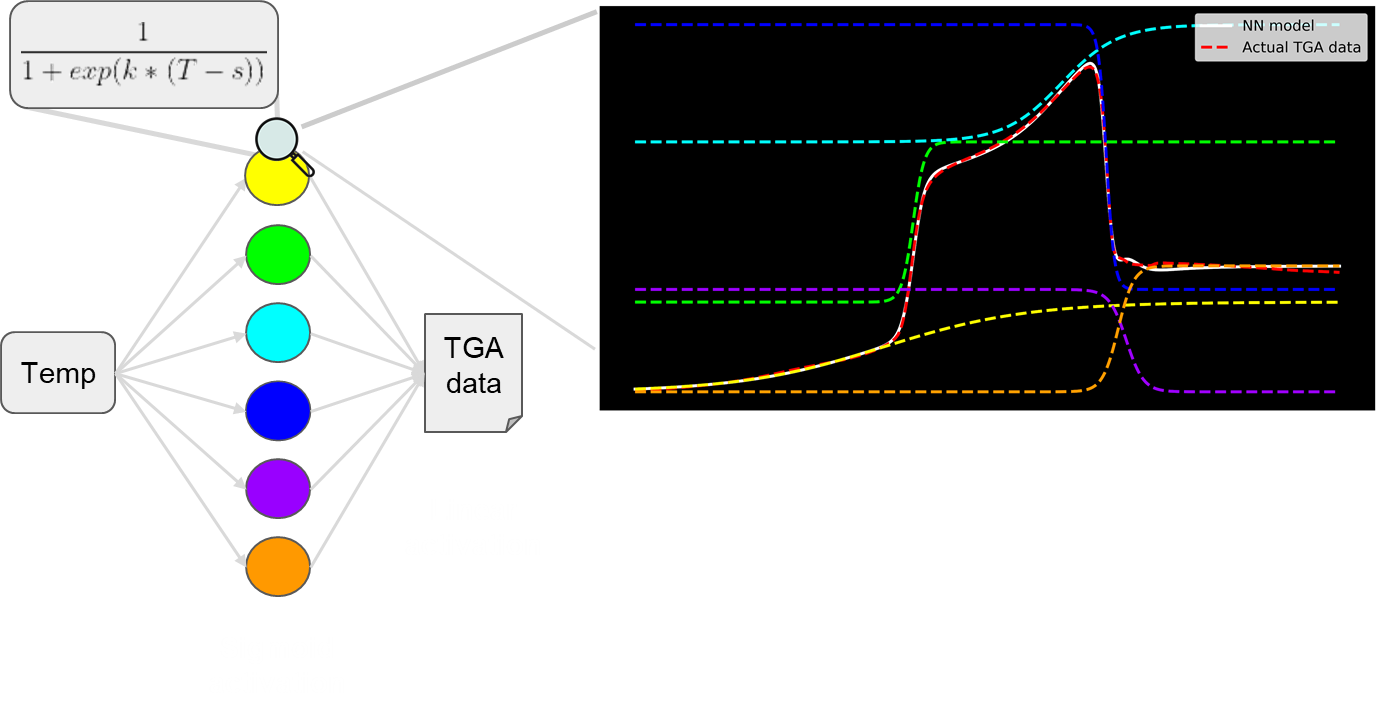 1
1 + exp(k ∗ (T − s))
Temp
TGA
data
NN model
Actual TGA data